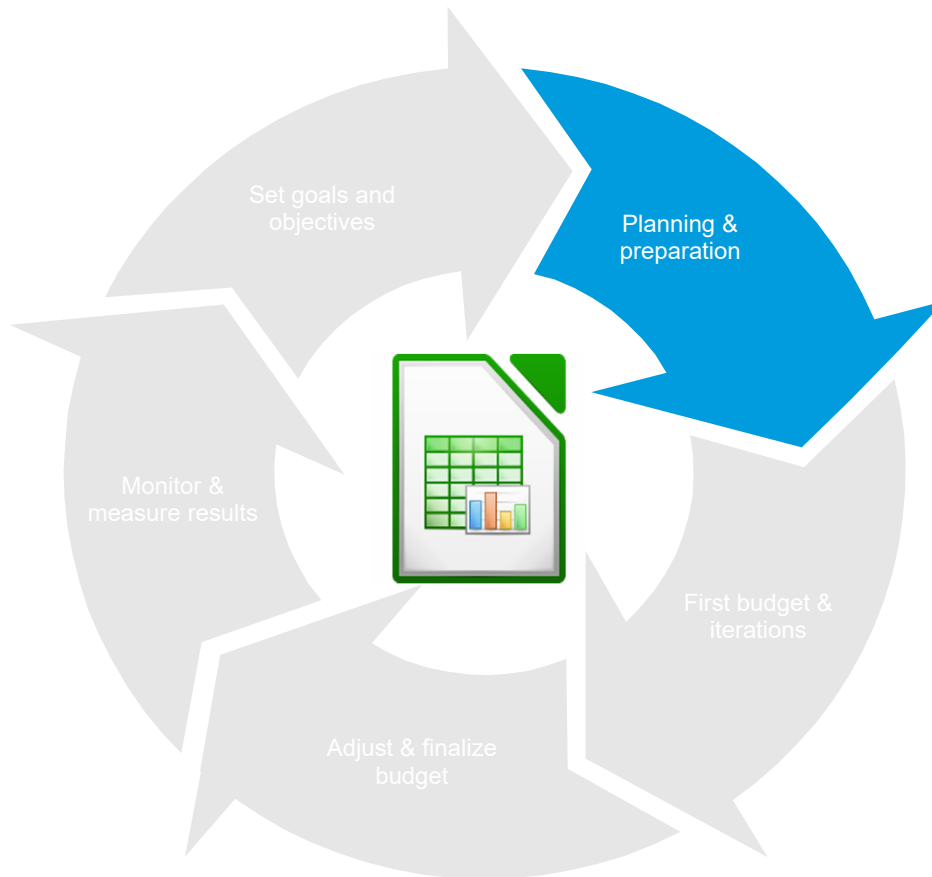 Set goals and
objectives
Planning &
preparation
First budget &
iterations
Adjust & finalize
budget
Monitor &
measure results